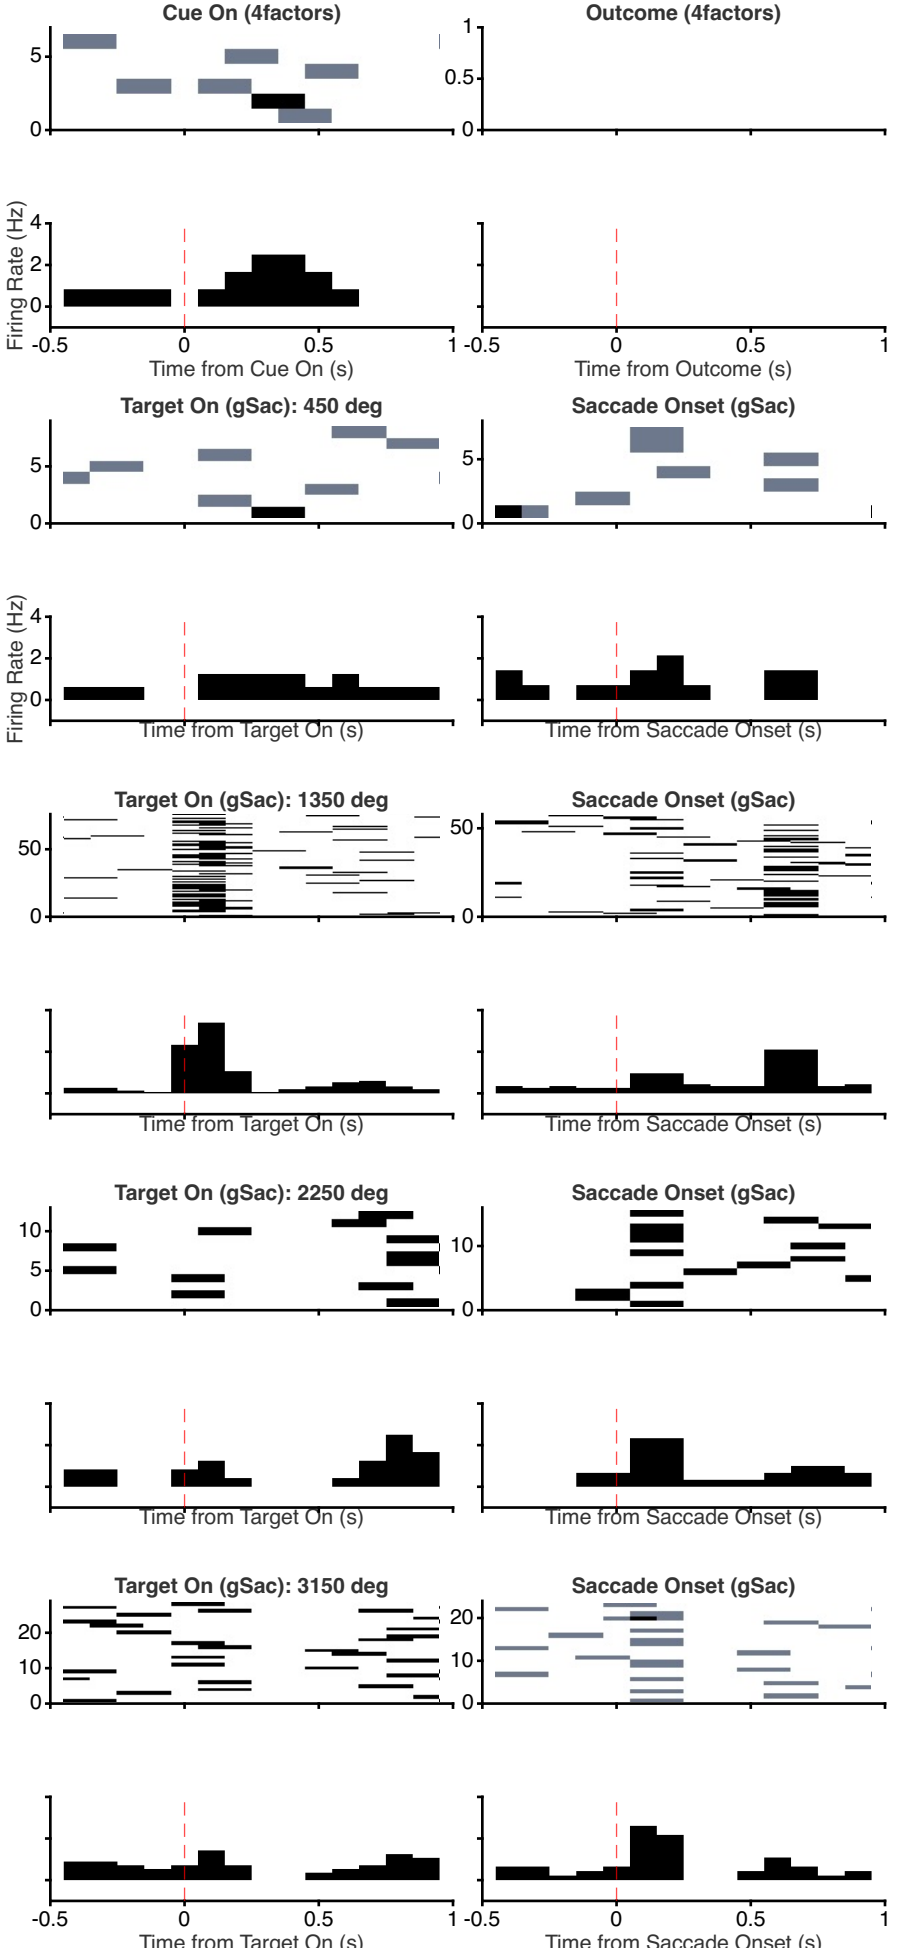 Cue On (4factors)
Outcome (4factors)
5
0
1
0.5
0
Firing Rate (Hz)
4
2
0
-0.5 0 0.5 1
-0.5 0 0.5 1
Time from Cue On (s)
Time from Outcome (s)
Target On (gSac): 450 deg
Saccade Onset (gSac)
5
0
5
0
Firing Rate (Hz)
4
2
0
Time from Target On (s)
Time from Saccade Onset (s)
Target On (gSac): 1350 deg
Saccade Onset (gSac)
50
0
50
0
Time from Target On (s)
Time from Saccade Onset (s)
Target On (gSac): 2250 deg
Saccade Onset (gSac)
10
5
0
10
0
Time from Target On (s)
Time from Saccade Onset (s)
Target On (gSac): 3150 deg
Saccade Onset (gSac)
20
10
0
20
10
0
-0.5 0 0.5 1
-0.5 0 0.5 1
Time from Target On (s)
Time from Saccade Onset (s)